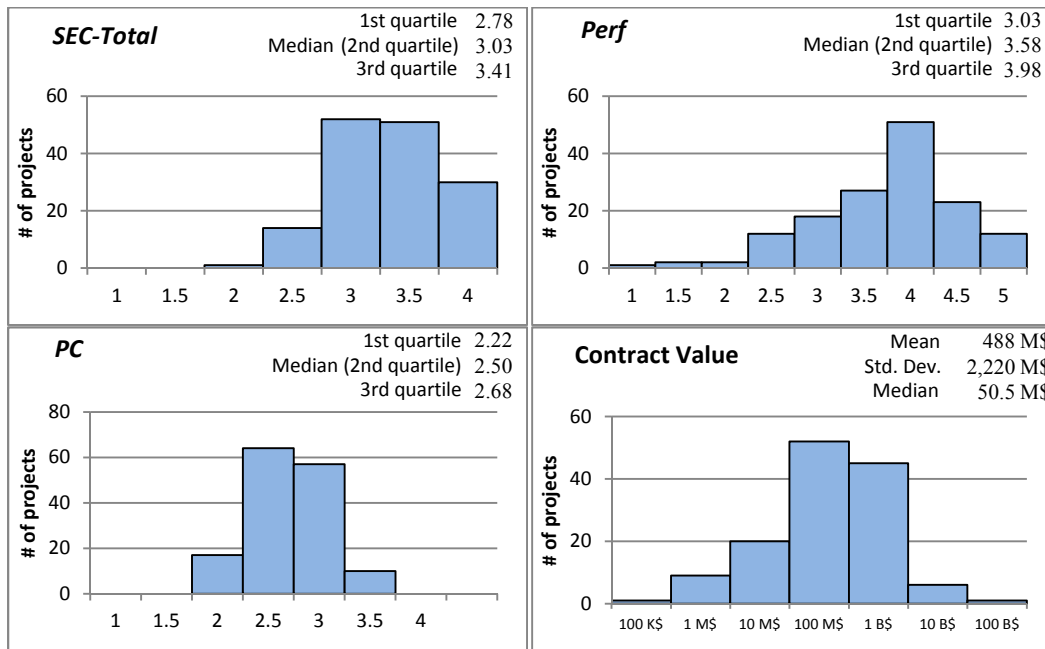 SEC-Total
1st quartile 2.78
Median (2nd quartile) 3.03
3rd quartile 3.41
60
40
20
0
# of projects
1 1.5 2 2.5 3 3.5 4
Perf
1st quartile 3.03
Median (2nd quartile) 3.58
3rd quartile 3.98
60
40
20
0
# of projects
1 1.5 2 2.5 3 3.5 4 4.5 5
PC
1st quartile 2.22
Median (2nd quartile) 2.50
3rd quartile 2.68
80
60
40
20
0
# of projects
1 1.5 2 2.5 3 3.5 4
Contract Value
Mean 488 M$
Std. Dev. 2,220 M$
Median 50.5 M$
60
40
20
0
# of projects
100 K$ 1 M$ 10 M$ 100 M$ 1 B$ 10 B$ 100 B$